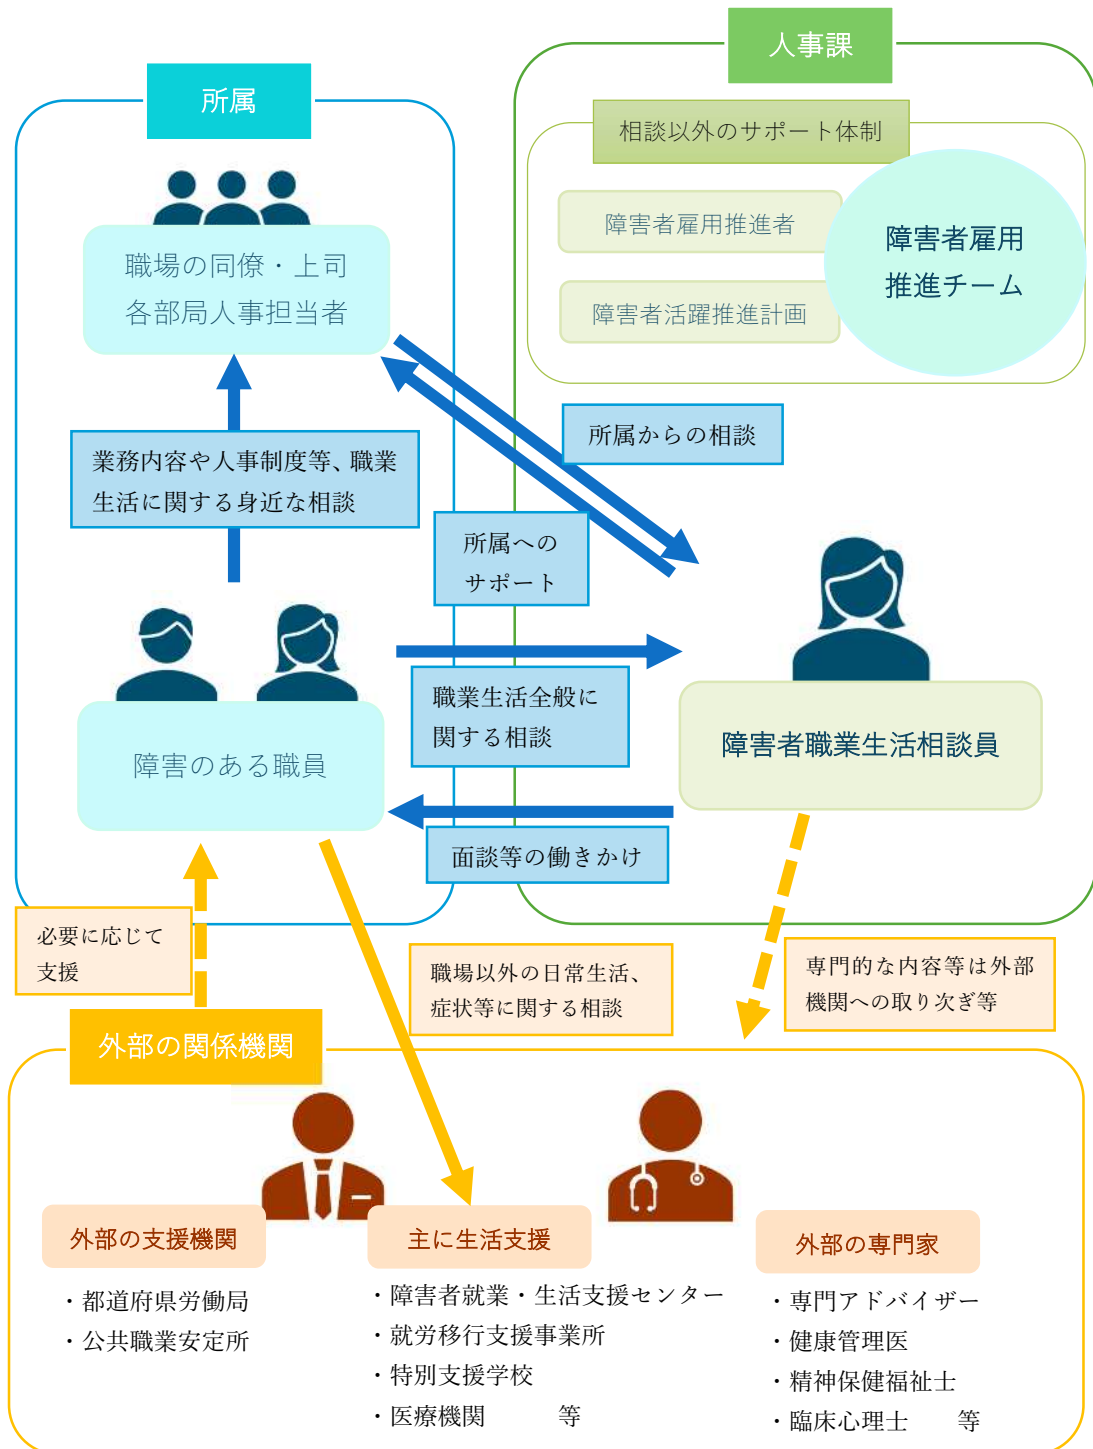 人事課
所属
相談以外のサポート体制
障害者雇用推進者
障害者活躍推進計画
障害者雇用
推進チーム
職場の同僚・上司
各部局人事担当者
所属からの相談
業務内容や人事制度等、職業
生活に関する身近な相談
所属への
サポート
職業生活全般に
関する相談
障害のある職員
障害者職業生活相談員
面談等の働きかけ
必要に応じて
支援
職場以外の日常生活、
症状等に関する相談
専門的な内容等は外部
機関への取り次ぎ等
外部の関係機関
外部の支援機関
・都道府県労働局
・公共職業安定所
主に生活支援
・障害者就業・生活支援センター
・就労移行支援事業所
・特別支援学校
・医療機関　　　等
外部の専門家
・専門アドバイザー
・健康管理医
・精神保健福祉士
・臨床心理士　　等